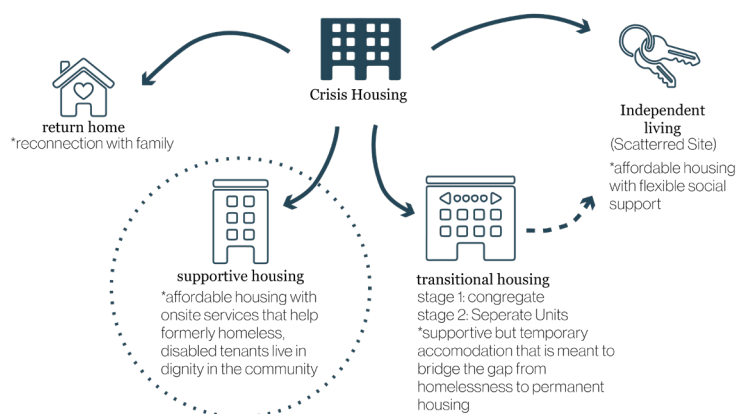 Crisis Housing
return home
*reconnection with family
Independent
living
(Scatterred Site)
*affordable housing
with flexible social
support
supportive housing
*affordable housing with
onsite services that help
formerly homeless,
disabled tenants live in
dignity in the community
transitional housing
stage 1: congregate
stage 2: Seperate Units
*supportive but temporary
accomodation that is meant to
bridge the gap from
homelessness to permanent
housing